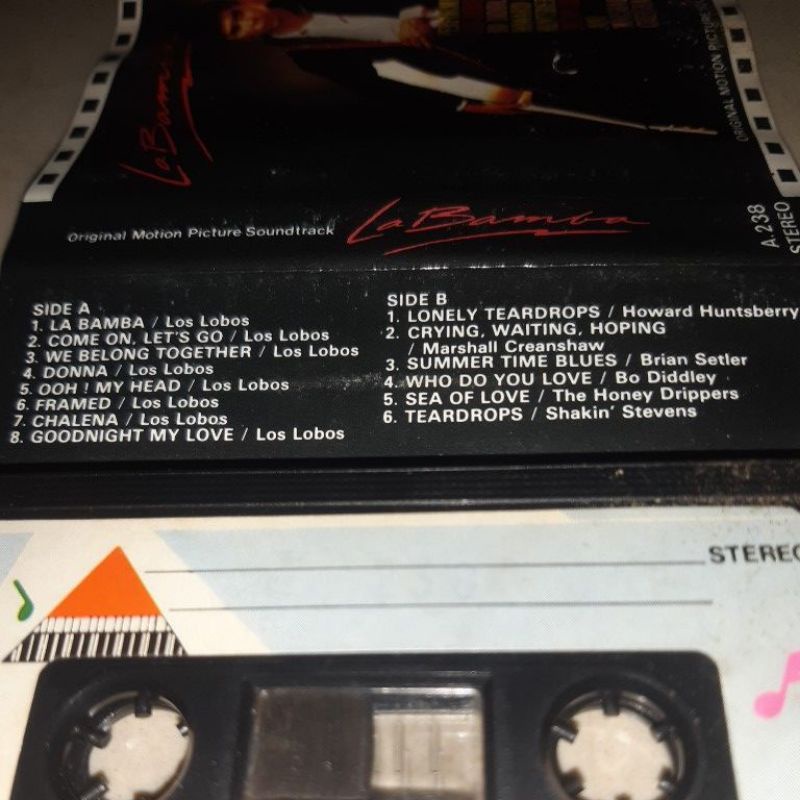 La Bamba
ORIGINAL MOTION PICTURE
Original Motion Picture Soundtrack
La Bamba
A.238
STEREO
SIDE A
1. LA BAMBA / Los Lobos
2. COME ON, LET'S GO / Los Lobos
3. WE BELONG TOGETHER / Los Lobos
4. DONNA / Los Lobos
5. OOH ! MY HEAD / Los Lobos
6. FRAMED / Los Lobos
7. CHALENA / Los Lobos
8. GOODNIGHT MY LOVE / Los Lobos
SIDE B
1. LONELY TEARDROPS / Howard Huntsberry
2. CRYING, WAITING, HOPING
/ Marshall Creanshaw
3. SUMMER TIME BLUES / Brian Setler
4. WHO DO YOU LOVE / Bo Diddley
5. SEA OF LOVE / The Honey Drippers
6. TEARDROPS / Shakin' Stevens
STEREO